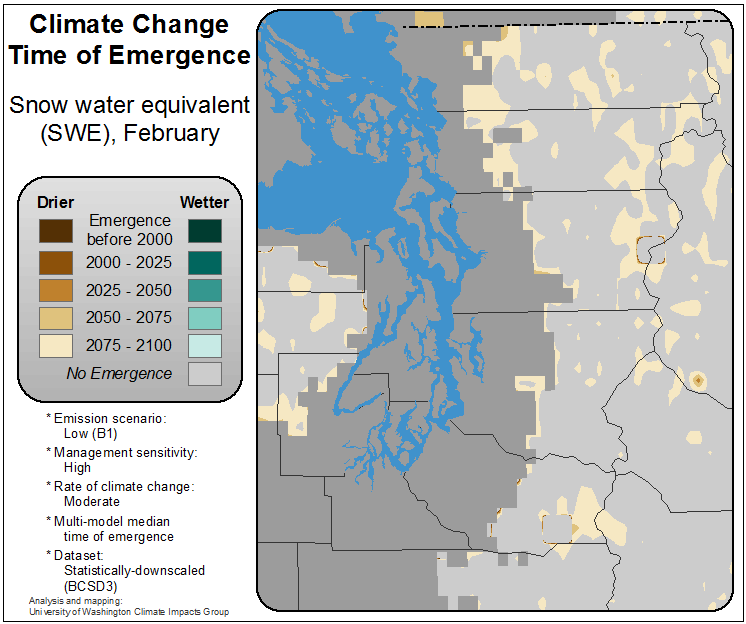 Climate Change
Time of Emergence
Snow water equivalent
(SWE), February
Drier
Wetter
Emergence
before 2000
2000 - 2025
2025 - 2050
2050 - 2075
2075 - 2100
No Emergence
* Emission scenario:
Low (B1)
* Management sensitivity:
High
* Rate of climate change:
Moderate
* Multi-model median
time of emergence
* Dataset:
Statistically-downscaled
(BCSD3)
Analysis and mapping:
University of Washington Climate Impacts Group